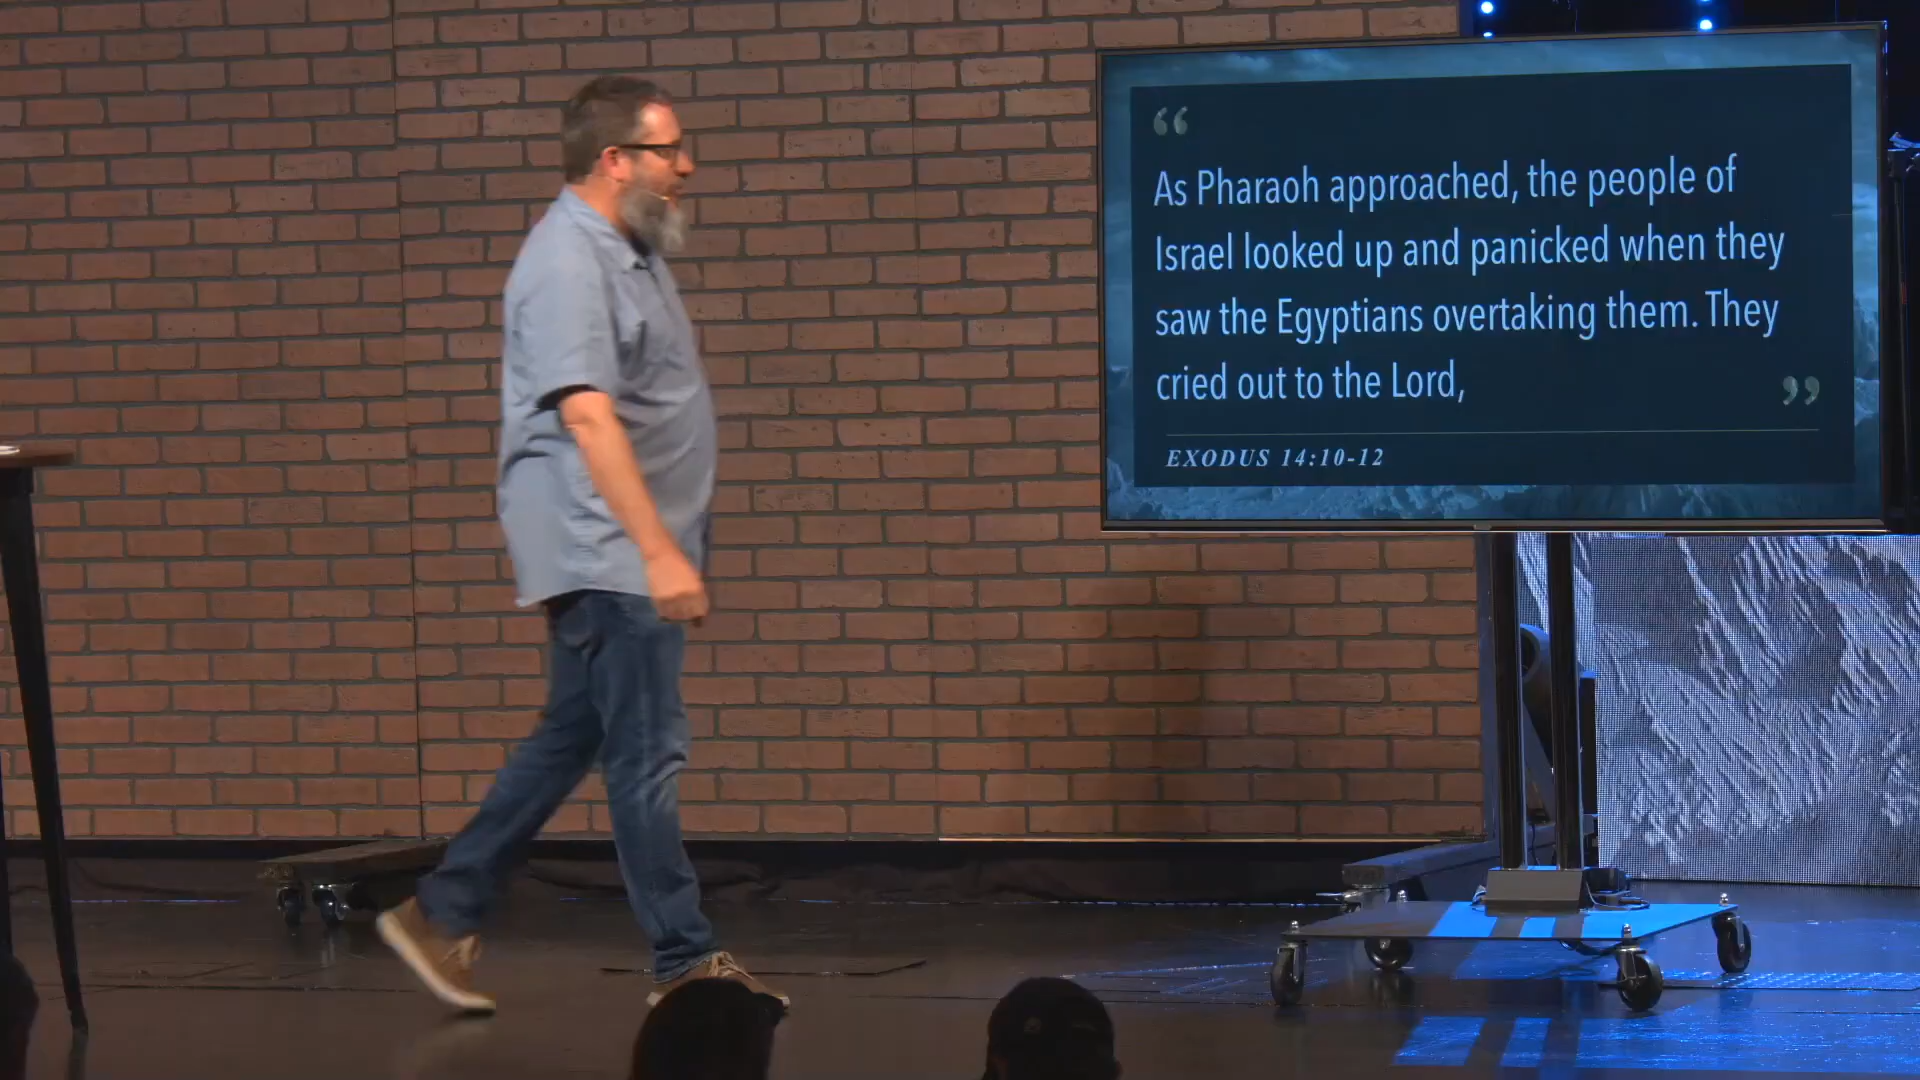 “
As Pharaoh approached, the people of
Israel looked up and panicked when they
saw the Egyptians overtaking them. They
cried out to the Lord,
”
EXODUS 14:10-12